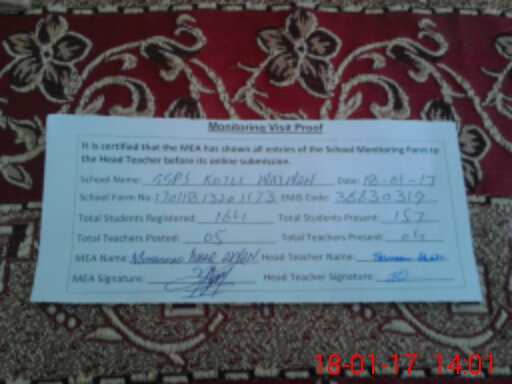 Monitoring Visit Proof
It is certified that the MEA has shown all entries of the School Monitoring Form to
the Head Teacher before its online submission.
School Name: GGPS KOTLI Date: 18-01-17
School Form No: EMIS Code: 36630319
Total Students Registered: 164 Total Students Present: 157
Total Teachers Posted: 05 Total Teachers Present: 04
MEA Name: Head Teacher Name:
MEA Signature: Head Teacher Signature:
18-01-17 14:01